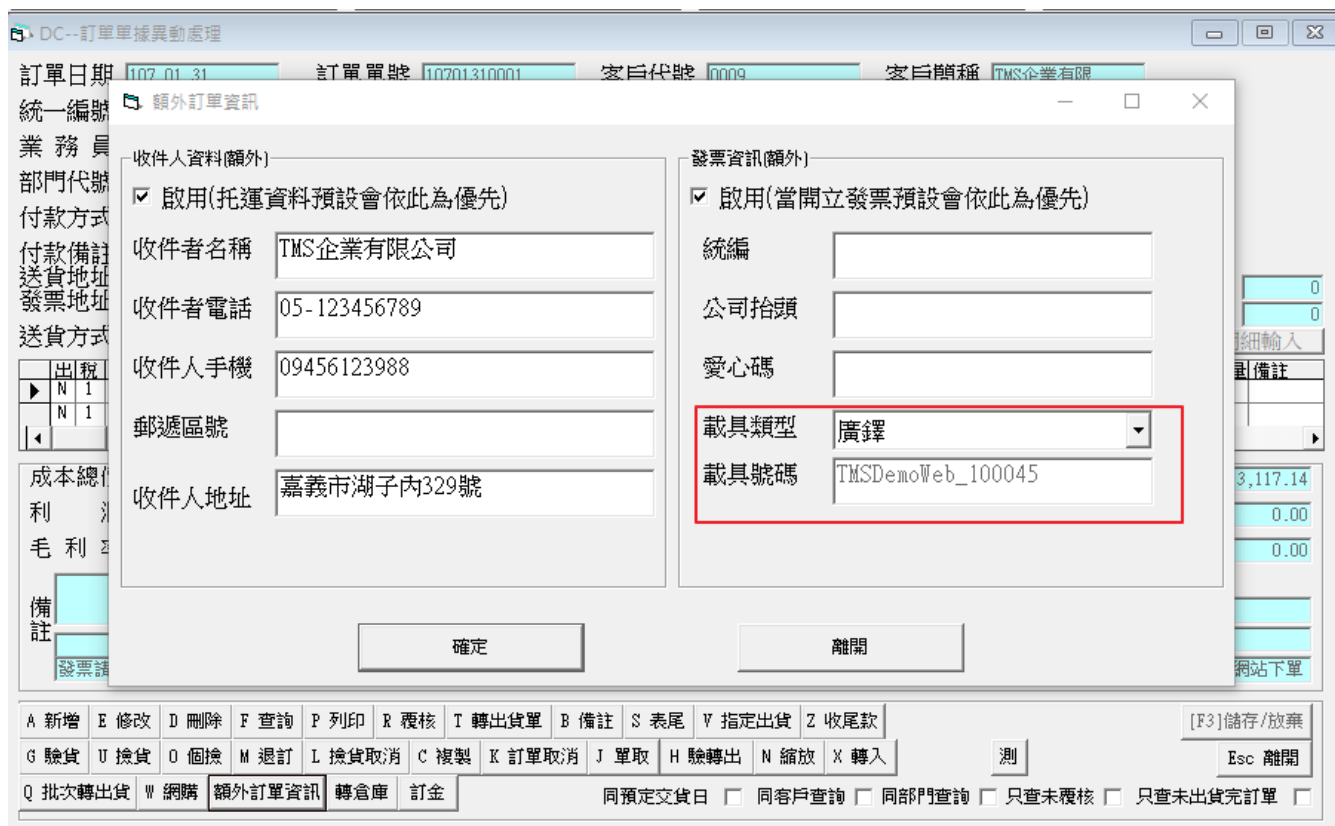 DC--訂單單據異動處理
訂單日期 107 01 31 訂單單號 10701310001 客戶代號 0009 客戶簡稱 TMS企業有限
統一編號
額外訂單資訊
業 務 員
部門代號
付款方式
付款備註
送貨地址
發票地址
送貨方式
收件人資料(額外)
啟用(托運資料預設會依此為優先)
收件者名稱 TMS企業有限公司
收件者電話 05-123456789
收件人手機 09456123988
郵遞區號
收件人地址 嘉義市湖子內329號
發票資訊(額外)
啟用(當開立發票預設會依此為優先)
統編
公司抬頭
愛心碼
載具類型 廣鐸
載具號碼 TMSDemoWeb_100045
確定 離開
0
0
細輸入
出 稅 量 備註
N 1
N 1
成本總 3,117.14
利 0.00
毛 利 0.00
備註
發票請 網站下單
A 新增 E 修改 D 刪除 F 查詢 P 列印 R 覆核 T 轉出貨單 B 備註 S 表尾 V 指定出貨 Z 收尾款 [F3]儲存/放棄
G 驗貨 U 撿貨 O 個撿 M 退訂 L 撿貨取消 C 複製 K 訂單取消 J 單取 H 驗轉出 N 縮放 X 轉入 測 Esc 離開
Q 批次轉出貨 W 網購 額外訂單資訊 轉倉庫 訂金 同預定交貨日 同客戶查詢 同部門查詢 只查未覆核 只查未出貨完訂單